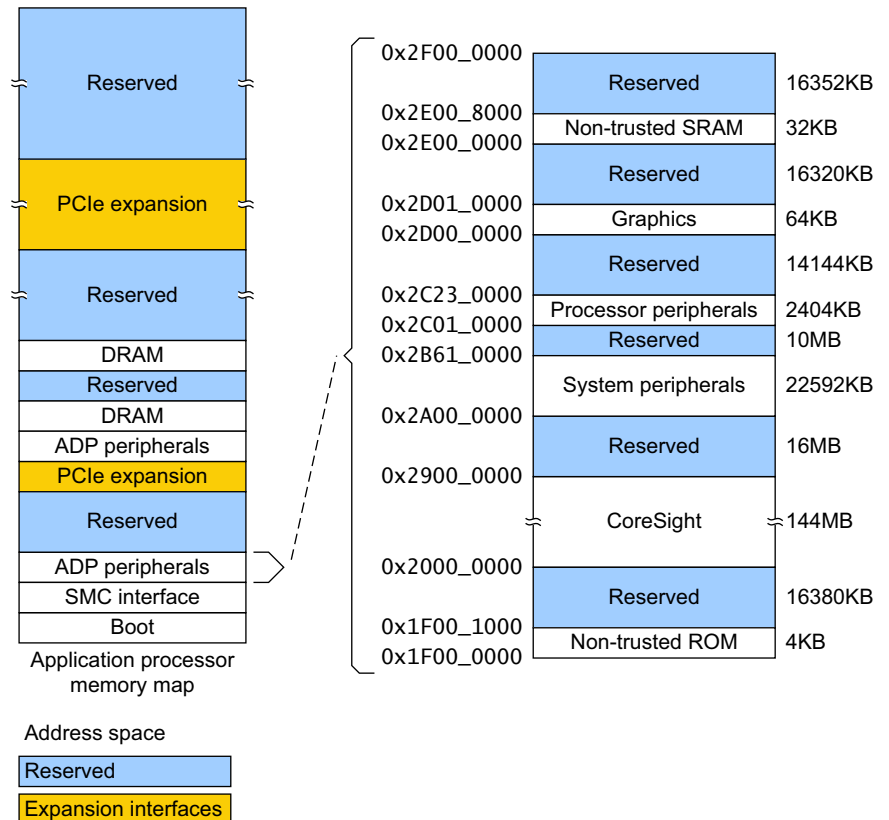 Reserved
PCIe expansion
Reserved
DRAM
Reserved
DRAM
ADP peripherals
PCIe expansion
Reserved
ADP peripherals
SMC interface
Boot
Application processor
memory map
Address space
Reserved
Expansion interfaces
0x2F00_0000
Reserved 16352KB
0x2E00_8000
Non-trusted SRAM 32KB
0x2E00_0000
Reserved 16320KB
0x2D01_0000
Graphics 64KB
0x2D00_0000
Reserved 14144KB
0x2C23_0000
Processor peripherals 2404KB
0x2C01_0000
Reserved 10MB
0x2B61_0000
System peripherals 22592KB
0x2A00_0000
Reserved 16MB
0x2900_0000
CoreSight 144MB
0x2000_0000
Reserved 16380KB
0x1F00_1000
Non-trusted ROM 4KB
0x1F00_0000